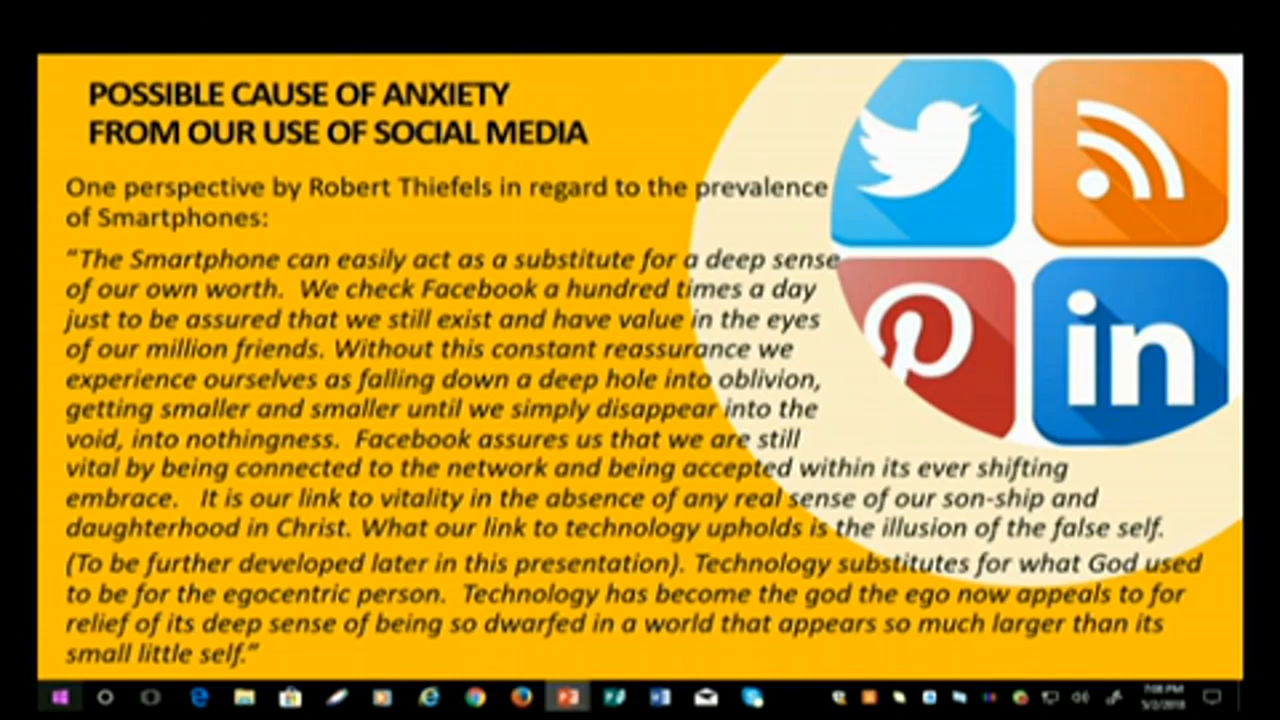 POSSIBLE CAUSE OF ANXIETY
FROM OUR USE OF SOCIAL MEDIA
One perspective by Robert Thiefels in regard to the prevalence
of Smartphones:
“The Smartphone can easily act as a substitute for a deep sense
of our own worth. We check Facebook a hundred times a day
just to be assured that we still exist and have value in the eyes
of our million friends. Without this constant reassurance we
experience ourselves as falling down a deep hole into oblivion,
getting smaller and smaller until we simply disappear into the
void, into nothingness. Facebook assures us that we are still
vital by being connected to the network and being accepted within its ever shifting
embrace. It is our link to vitality in the absence of any real sense of our son-ship and
daughterhood in Christ. What our link to technology upholds is the illusion of the false self.
(To be further developed later in this presentation). Technology substitutes for what God used
to be for the egocentric person. Technology has become the god the ego now appeals to for
relief of its deep sense of being so dwarfed in a world that appears so much larger than its
small little self.”
in
7:08 PM
5/2/2018